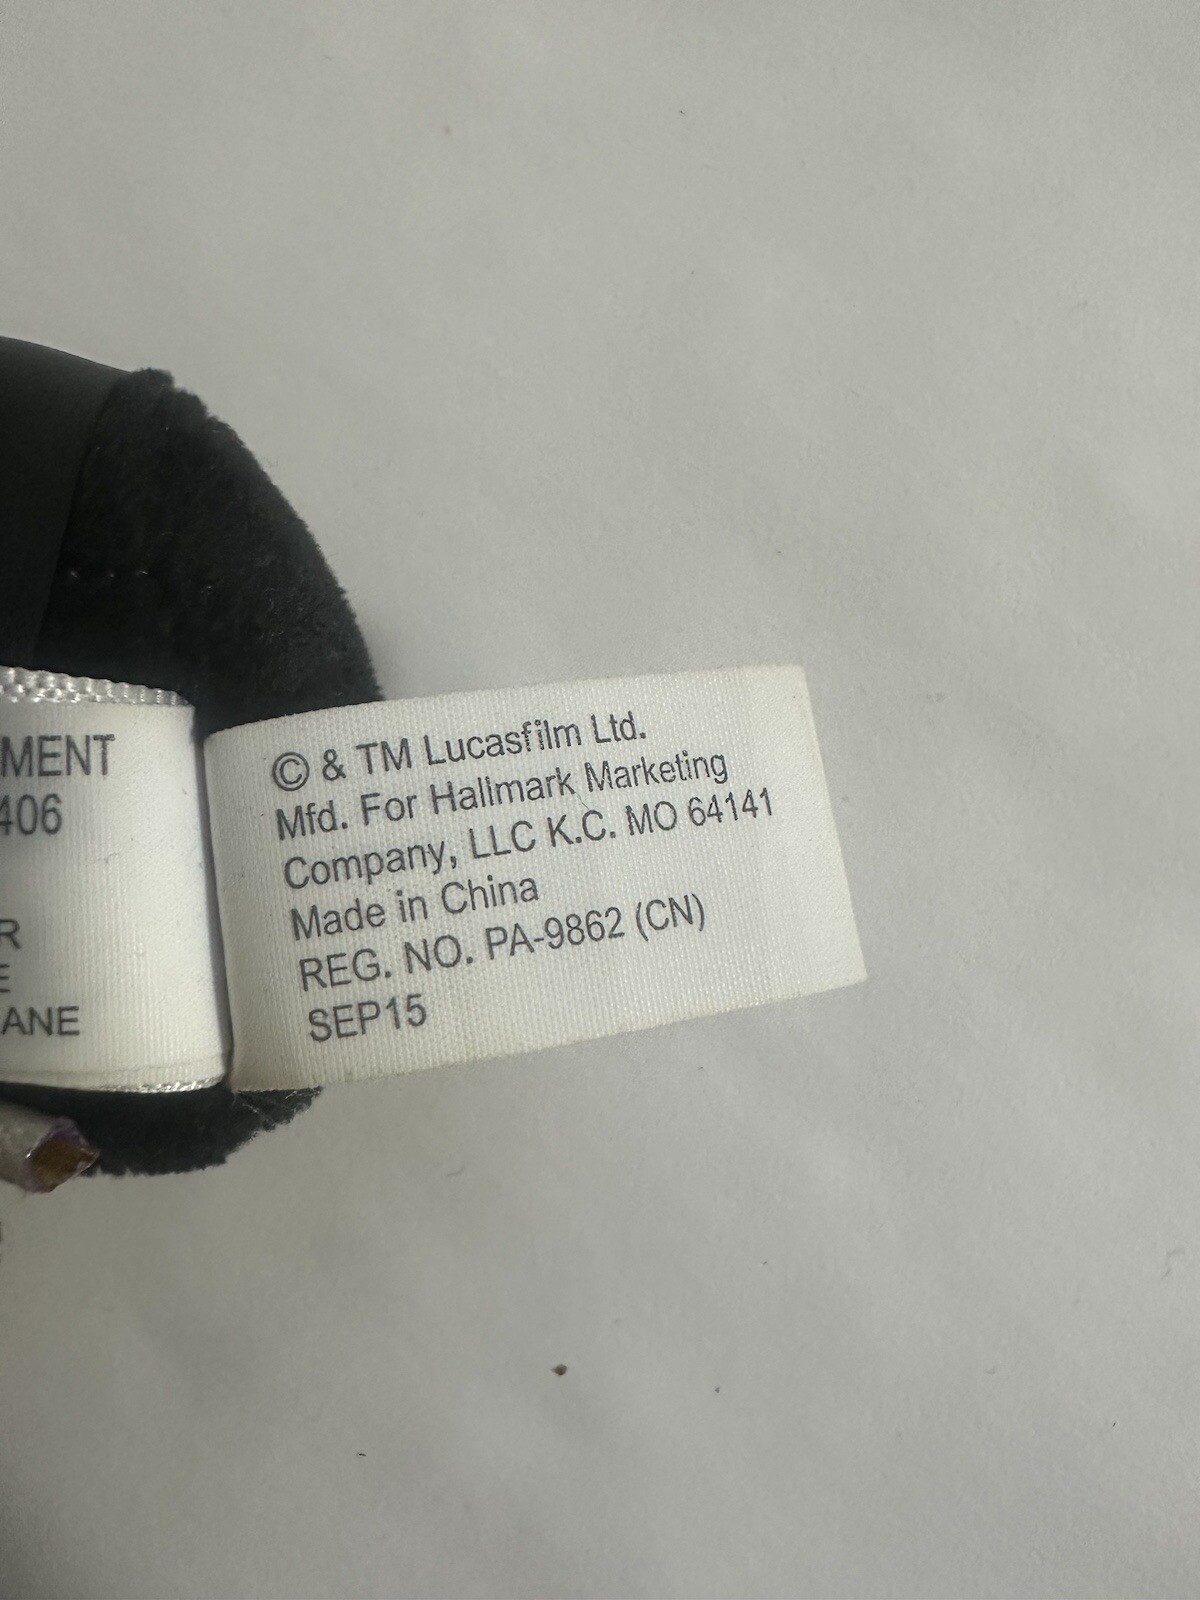 MENT
406
R
E
ANE
© & TM Lucasfilm Ltd.
Mfd. For Hallmark Marketing
Company, LLC K.C. MO 64141
Made in China
REG. NO. PA-9862 (CN)
SEP15